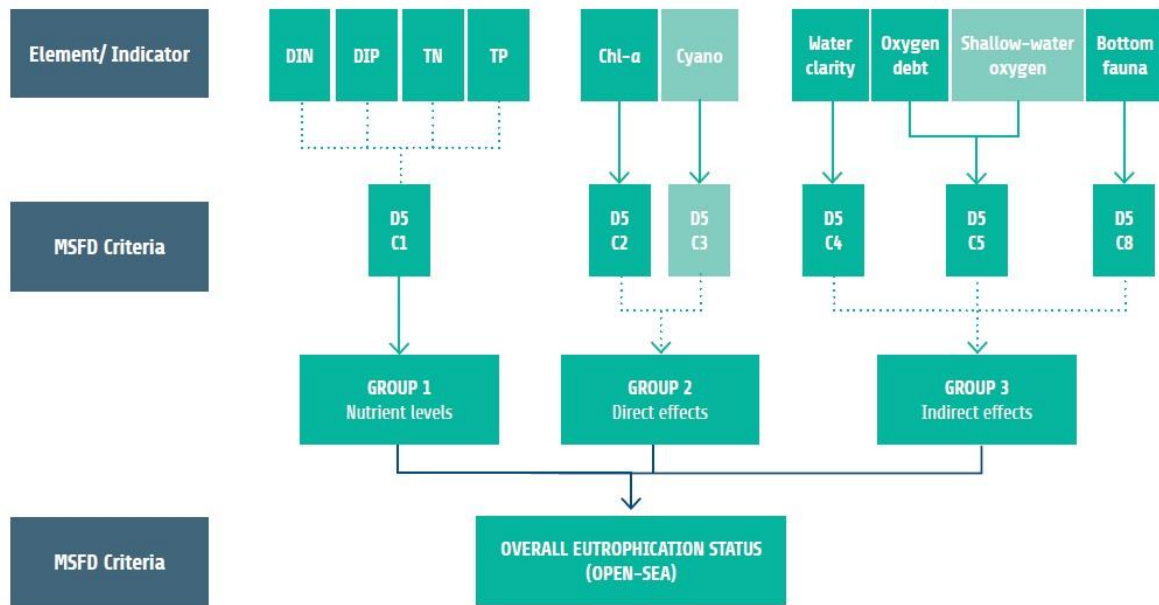 Element/ Indicator
DIN
DIP
TN
TP
Chl-α
Cyano
Water
clarity
Oxygen
debt
Shallow-water
oxygen
Bottom
fauna
MSFD Criteria
D5
C1
D5
C2
D5
C3
D5
C4
D5
C5
D5
C8
GROUP 1
Nutrient levels
GROUP 2
Direct effects
GROUP 3
Indirect effects
MSFD Criteria
OVERALL EUTROPHICATION STATUS
(OPEN-SEA)